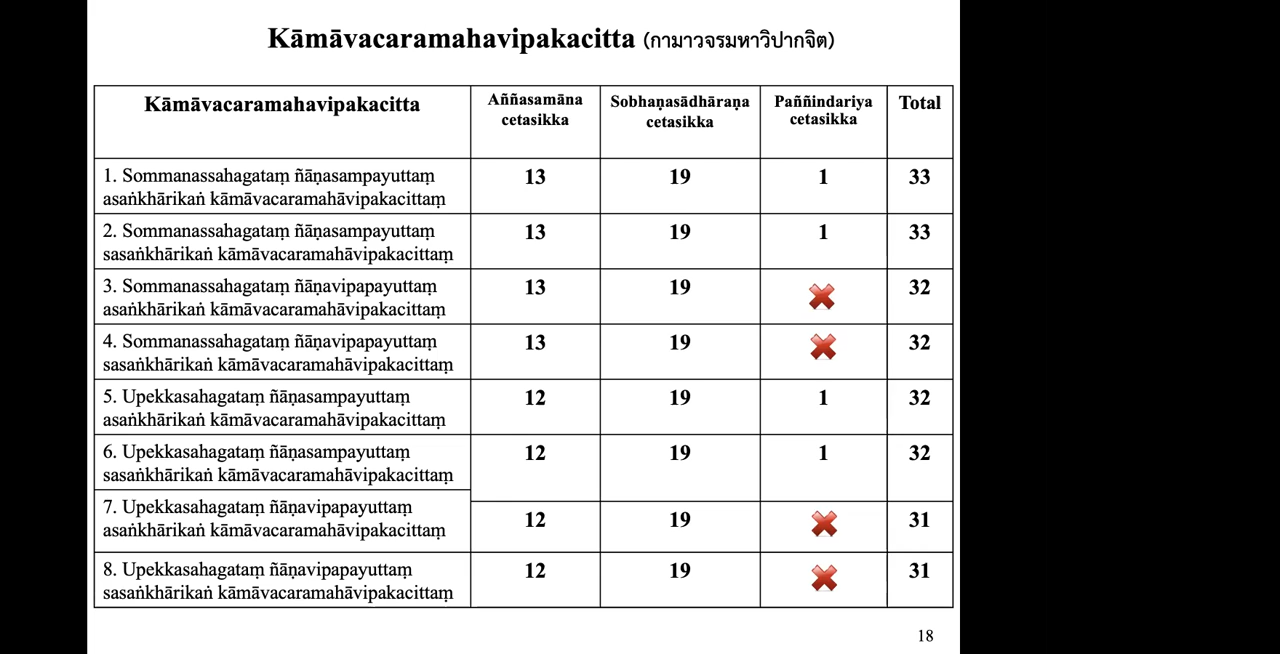 Kāmāvacaramahavipakacitta (กามาวจรมหาวิปากจิต)
Kāmāvacaramahavipakacitta
Aññasamāna
cetasikka
Sobhaṇasādhāraṇa
cetasikka
Paññindariya
cetasikka
Total
1. Sommanassahagataṃ ñāṇasampayuttaṃ
asaṅkhārikaṅ kāmāvacaramahāvipakacittaṃ
13 19 1 33
2. Sommanassahagataṃ ñāṇasampayuttaṃ
sasaṅkhārikaṅ kāmāvacaramahāvipakacittaṃ
13 19 1 33
3. Sommanassahagataṃ ñāṇavipapayuttaṃ
asaṅkhārikaṅ kāmāvacaramahāvipakacittaṃ
13 19 32
4. Sommanassahagataṃ ñāṇavipapayuttaṃ
sasaṅkhārikaṅ kāmāvacaramahāvipakacittaṃ
13 19 32
5. Upekkasahagataṃ ñāṇasampayuttaṃ
asaṅkhārikaṅ kāmāvacaramahāvipakacittaṃ
12 19 1 32
6. Upekkasahagataṃ ñāṇasampayuttaṃ
sasaṅkhārikaṅ kāmāvacaramahāvipakacittaṃ
12 19 1 32
7. Upekkasahagataṃ ñāṇavipapayuttaṃ
asaṅkhārikaṅ kāmāvacaramahāvipakacittaṃ
12 19 31
8. Upekkasahagataṃ ñāṇavipapayuttaṃ
sasaṅkhārikaṅ kāmāvacaramahāvipakacittaṃ
12 19 31
18